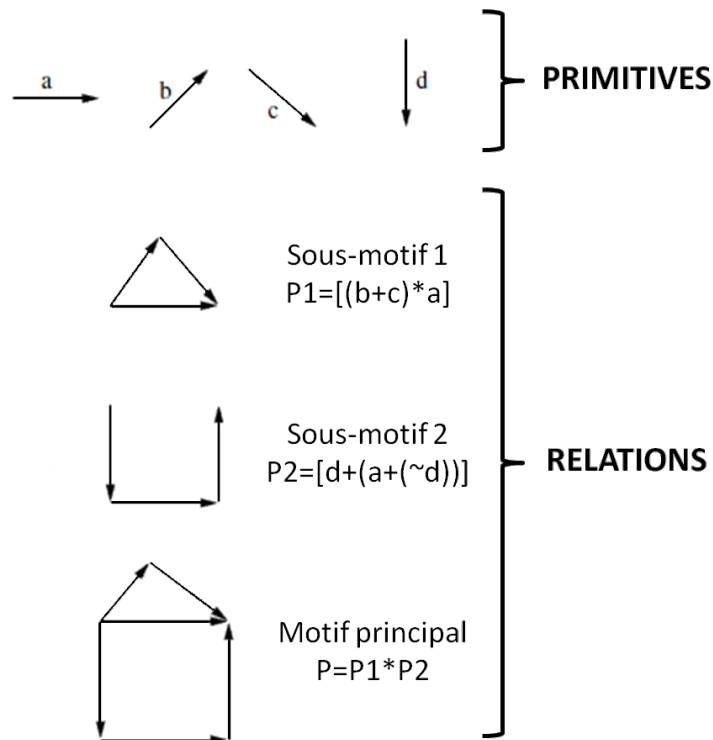 a
b
c
d
PRIMITIVES
Sous-motif 1
P1=[(b+c)*a]
Sous-motif 2
P2=[d+(a+(~d))]
RELATIONS
Motif principal
P=P1*P2